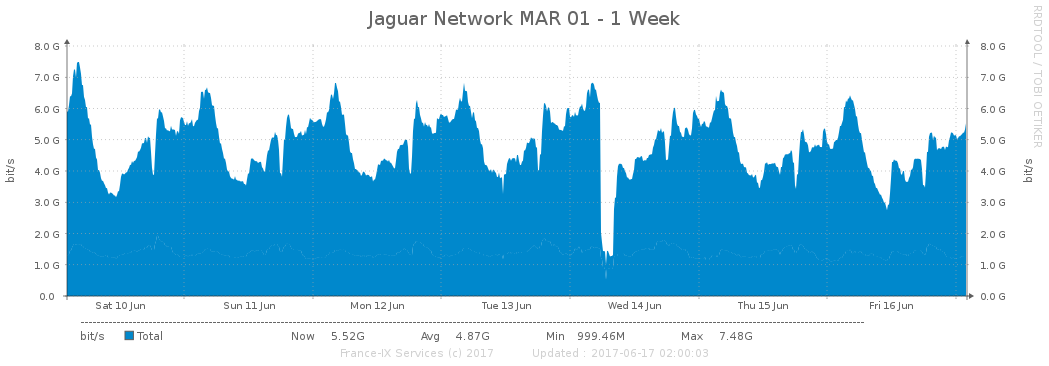 Jaguar Network MAR 01 - 1 Week
RRDTOOL / TOBI OETIKER
bit/s
8.0 G 8.0 G
7.0 G 7.0 G
6.0 G 6.0 G
5.0 G 5.0 G
4.0 G 4.0 G
3.0 G 3.0 G
2.0 G 2.0 G
1.0 G 1.0 G
0.0 0.0 G
bit/s
Sat 10 Jun Sun 11 Jun Mon 12 Jun Tue 13 Jun Wed 14 Jun Thu 15 Jun Fri 16 Jun
bit/s Total Now 5.52G Avg 4.87G Min 999.46M Max 7.48G
France-IX Services (c) 2017 Updated : 2017-06-17 02:00:03